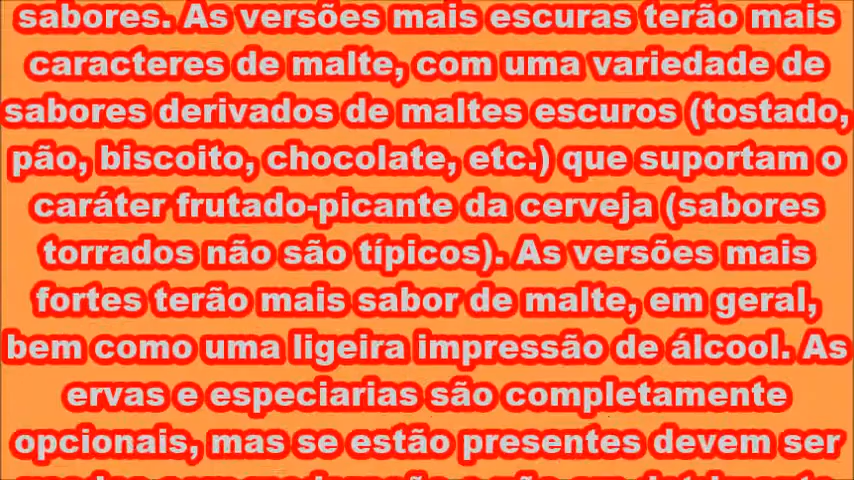 sabores. As versões mais escuras terão mais
caracteres de malte, com uma variedade de
sabores derivados de maltes escuros (tostado,
pão, biscoito, chocolate, etc.) que suportam o
caráter frutado-picante da cerveja (sabores
torrados não são típicos). As versões mais
fortes terão mais sabor de malte, em geral,
bem como uma ligeira impressão de álcool. As
ervas e especiarias são completamente
opcionais, mas se estão presentes devem ser